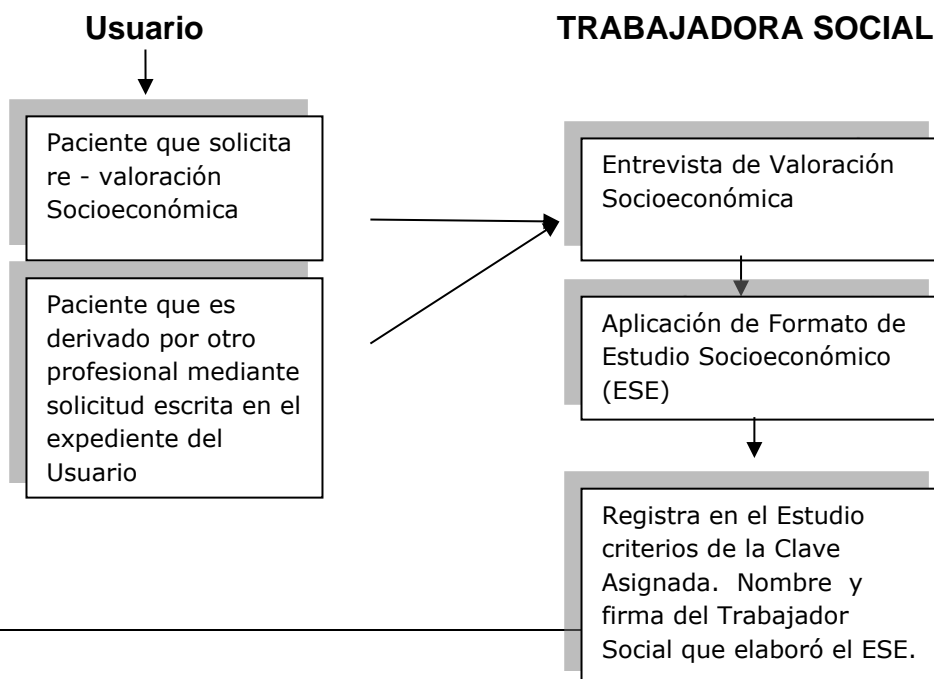 Usuario
TRABAJADORA SOCIAL
Paciente que solicita
re - valoración
Socioeconómica
Paciente que es
derivado por otro
profesional mediante
solicitud escrita en el
expediente del
Usuario
Entrevista de Valoración
Socioeconómica
Aplicación de Formato de
Estudio Socioeconómico
(ESE)
Registra en el Estudio
criterios de la Clave
Asignada. Nombre y
firma del Trabajador
Social que elaboró el ESE.